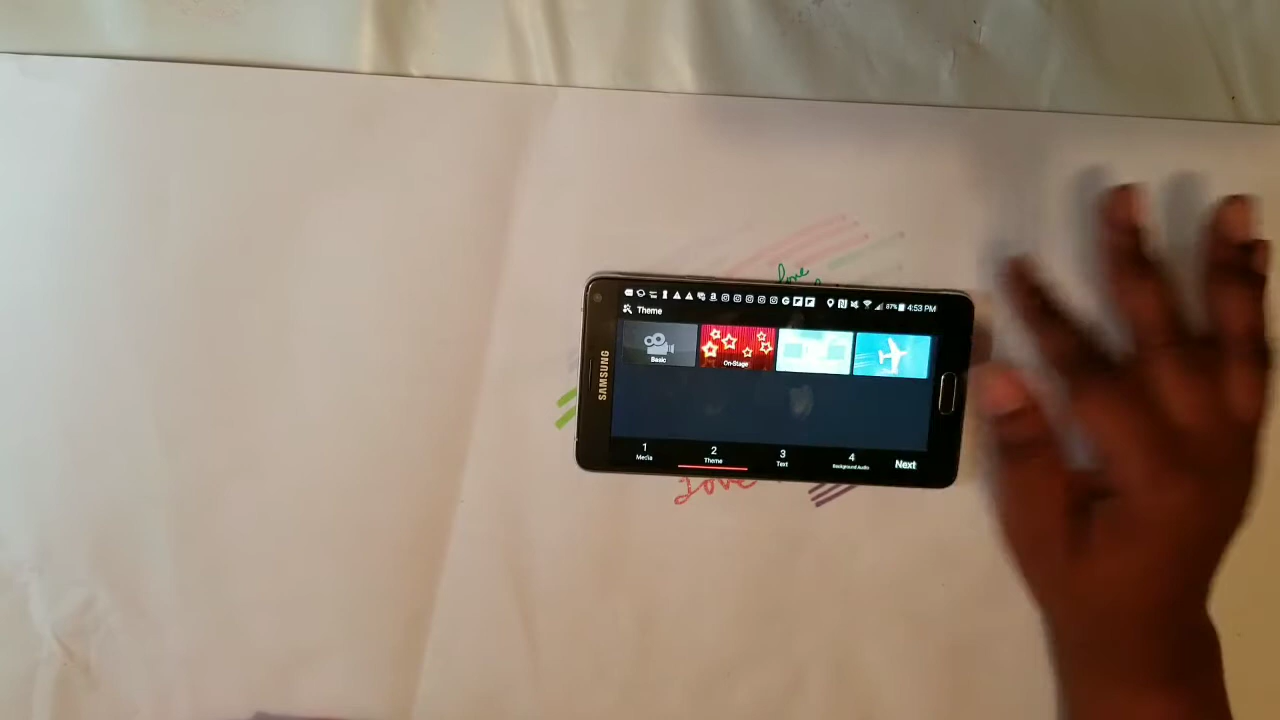 love
87% 4:53 PM
Theme
SAMSUNG
Basic
On-Stage
1 2 3 4
Media Theme Text Background Audio Next
Love